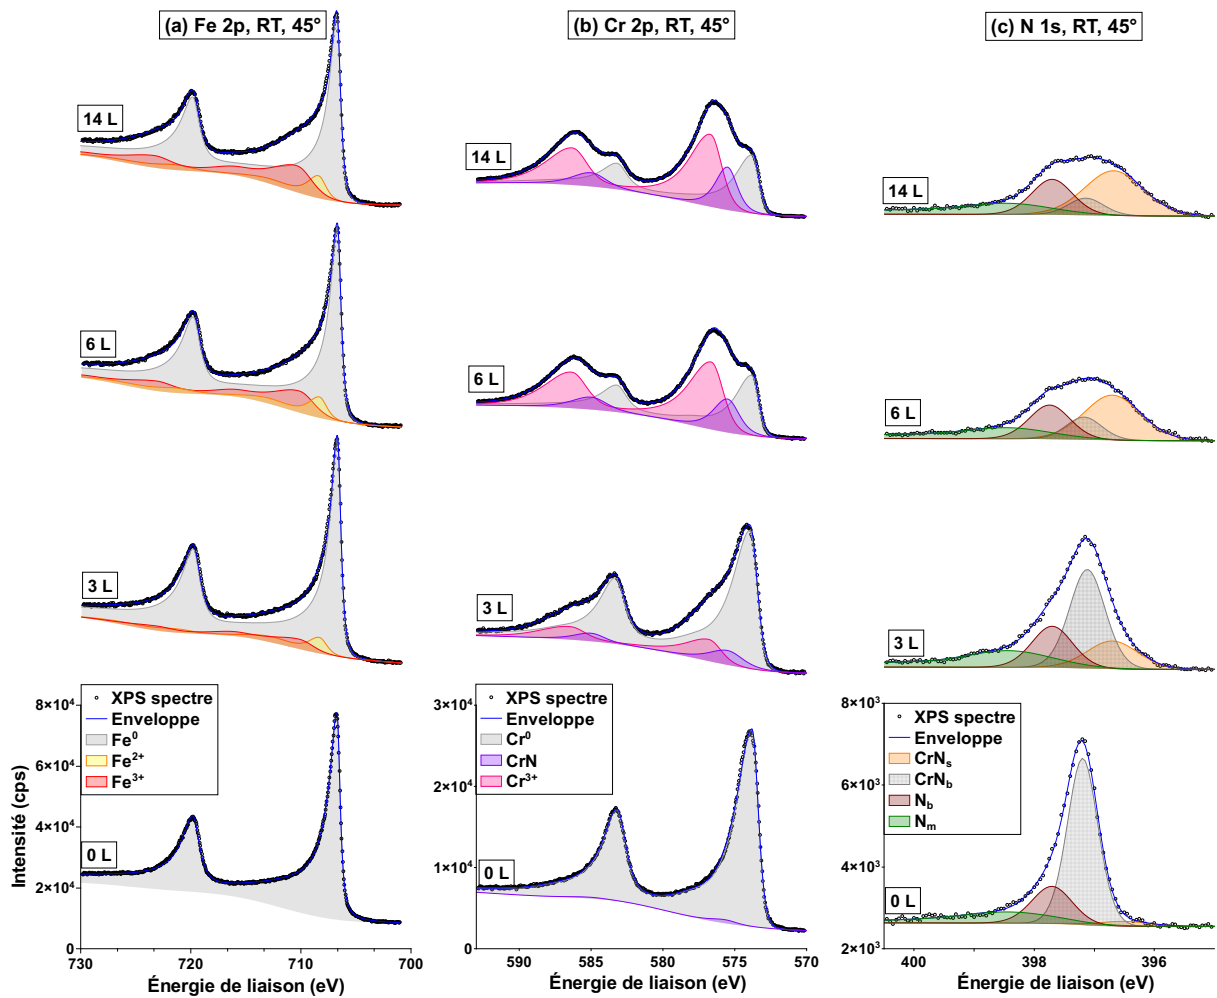 (a) Fe 2p, RT, 45°
14 L
6 L
3 L
XPS spectre
Enveloppe
Fe⁰
Fe²⁺
Fe³⁺
0 L
8×10⁴
6×10⁴
4×10⁴
2×10⁴
0
Intensité (cps)
730
720
710
700
Énergie de liaison (eV)
(b) Cr 2p, RT, 45°
14 L
6 L
3 L
XPS spectre
Enveloppe
Cr⁰
CrN
Cr³⁺
0 L
3×10⁴
2×10⁴
1×10⁴
0
590
585
580
575
570
Énergie de liaison (eV)
(c) N 1s, RT, 45°
14 L
6 L
3 L
XPS spectre
Enveloppe
CrNₛ
CrN_b
N_b
Nₘ
0 L
8×10³
6×10³
4×10³
2×10³
400
398
396
Énergie de liaison (eV)